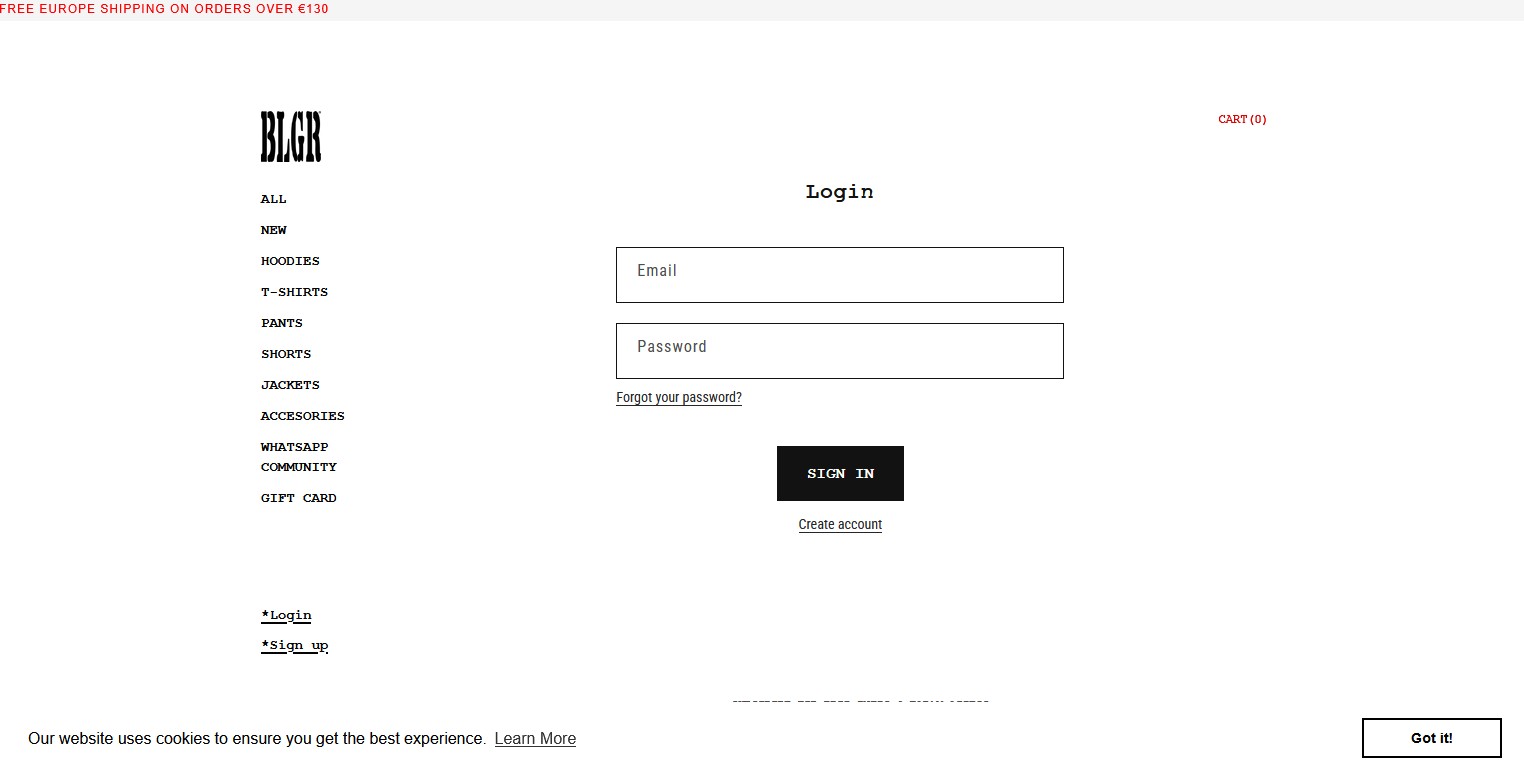 FREE EUROPE SHIPPING ON ORDERS OVER €130
BLGR
CART(0)
ALL
NEW
HOODIES
T-SHIRTS
PANTS
SHORTS
JACKETS
ACCESORIES
WHATSAPP
COMMUNITY
GIFT CARD
*Login
*Sign up
Login
Email
Password
Forgot your password?
SIGN IN
Create account
Our website uses cookies to ensure you get the best experience. Learn More
Got it!